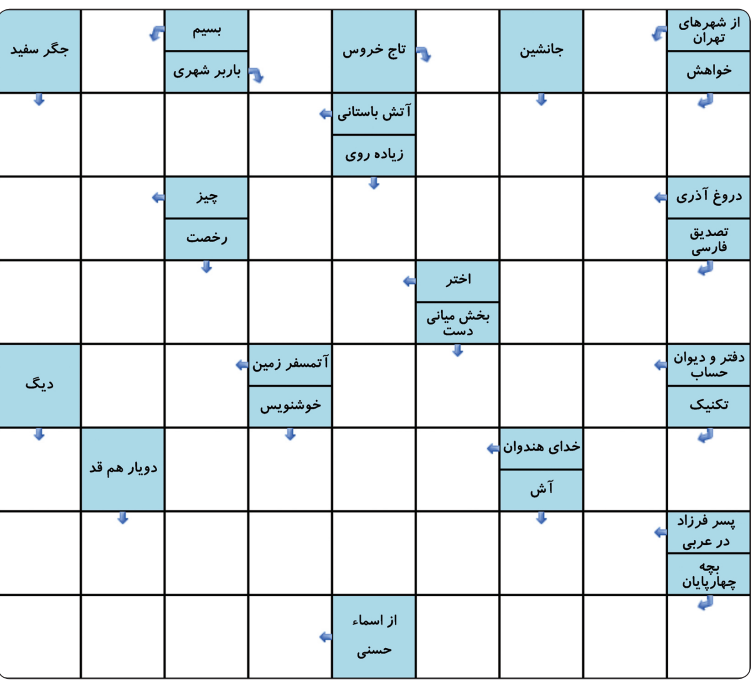 از شهرهای
تهران
خواهش
جانشین
تاج خروس
بسیم
باربر شهری
جگر سفید
آتش باستانی
زیاده روی
دروغ آذری
تصدیق
فارسی
چیز
رخصت
اختر
بخش میانی
دست
دفتر و دیوان
حساب
تکنیک
آتمسفر زمین
خوشنویس
دیگ
خدای هندوان
آش
دویار هم قد
پسر فرزاد
در عربی
بچه
چهارپایان
از اسماء
حسنی